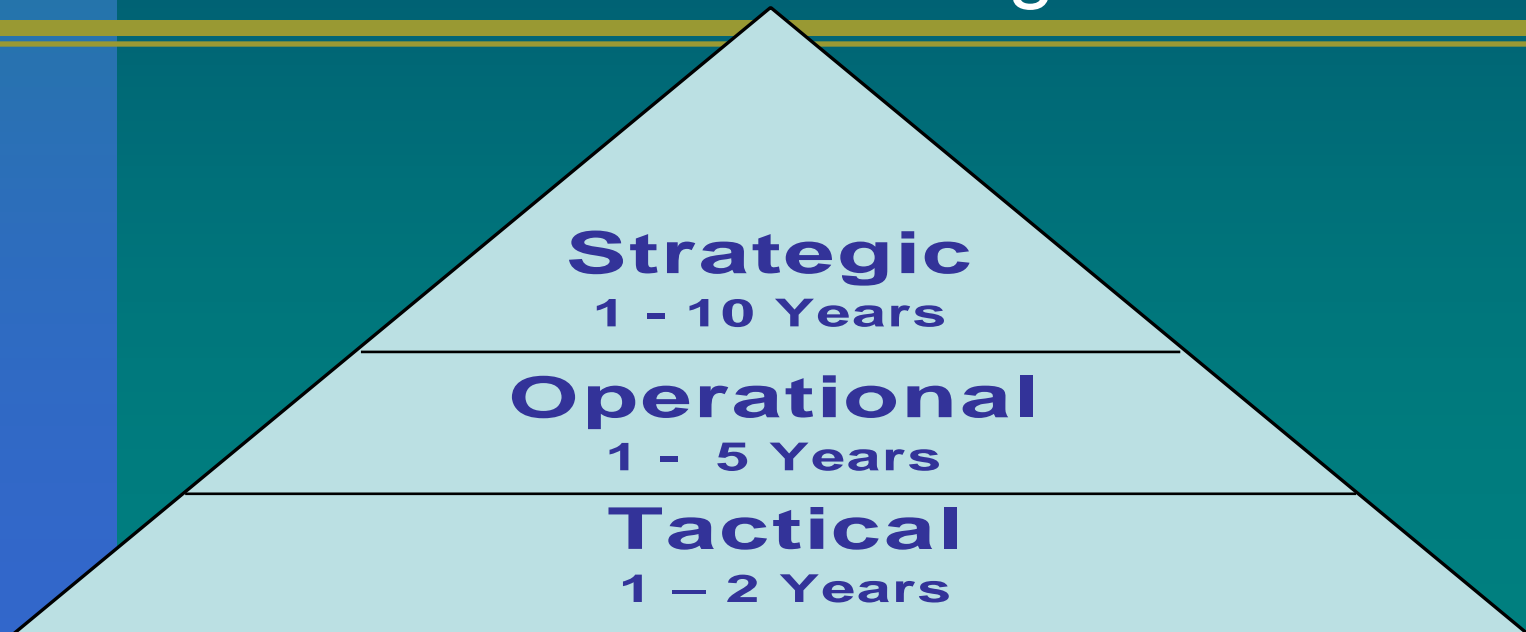 Strategic
1 - 10 Years
Operational
1 -  5 Years
Tactical
1 – 2 Years